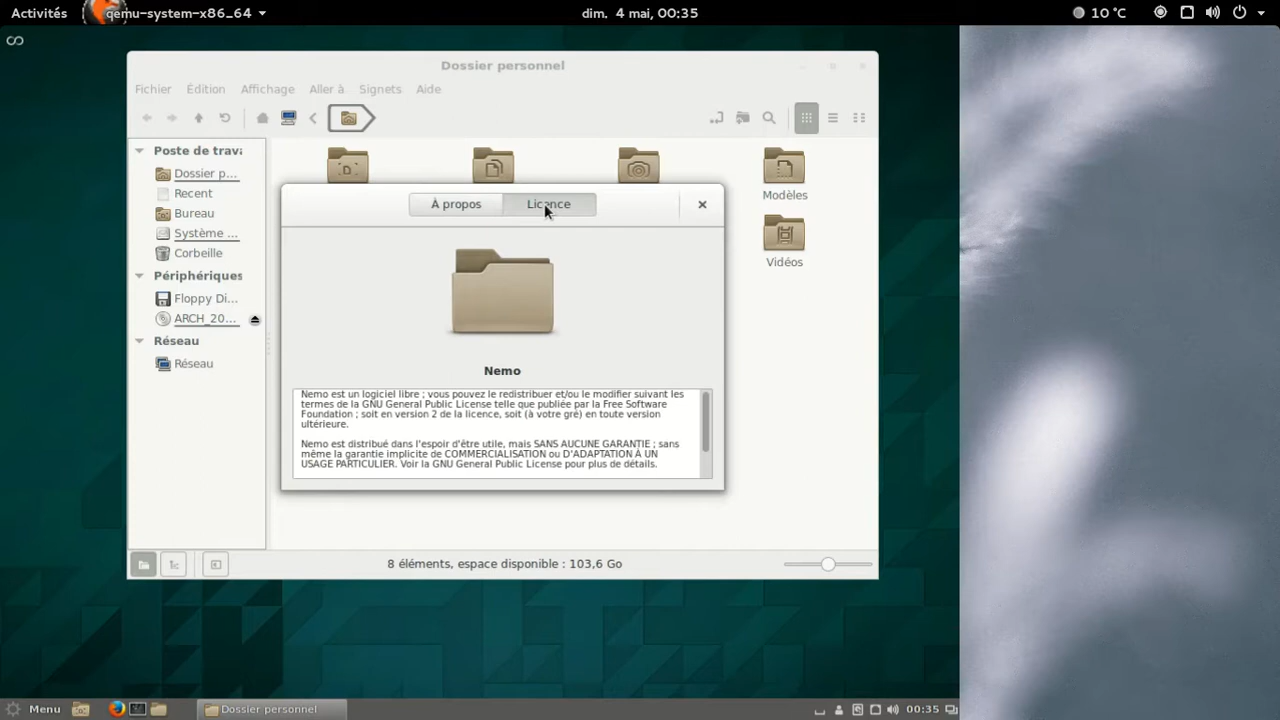 Activités
qemu-system-x86_64
dim. 4 mai, 00:35
10 °C
Dossier personnel
Fichier Édition Affichage Aller à Signets Aide
Poste de trava
Dossier p...
Recent
Bureau
Système ...
Corbeille
Périphériques
Floppy Di...
ARCH_20...
Réseau
Réseau
Modèles
Vidéos
À propos
Licence
Nemo
Nemo est un logiciel libre ; vous pouvez le redistribuer et/ou le modifier suivant les
termes de la GNU General Public License telle que publiée par la Free Software
Foundation ; soit en version 2 de la licence, soit (à votre gré) en toute version
ultérieure.
Nemo est distribué dans l'espoir d'être utile, mais SANS AUCUNE GARANTIE ; sans
même la garantie implicite de COMMERCIALISATION ou D'ADAPTATION À UN
USAGE PARTICULIER. Voir la GNU General Public License pour plus de détails.
8 éléments, espace disponible : 103,6 Go
Menu
Dossier personnel
00:35